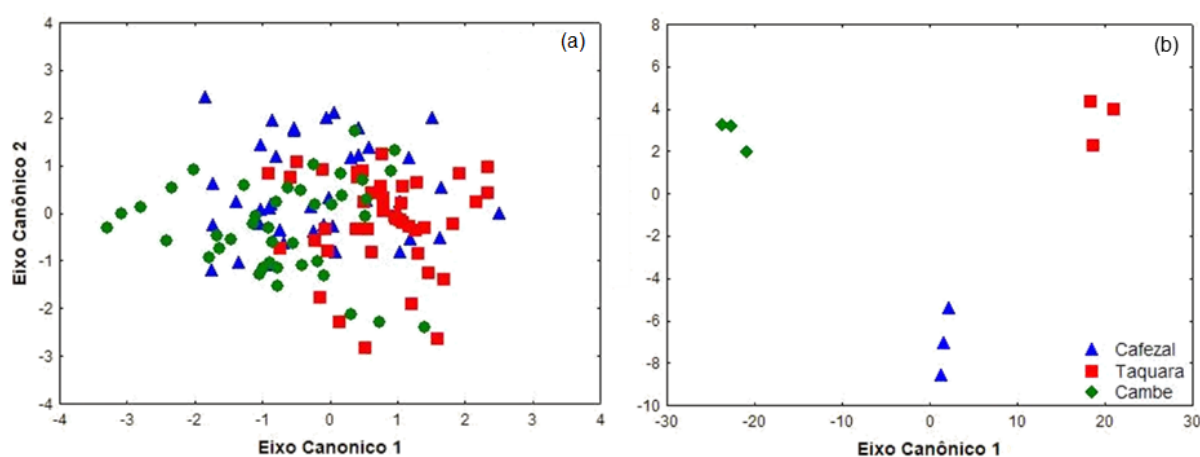 (a)
4
3
2
1
0
-1
-2
-3
-4
Eixo Canônico 2
-4 -3 -2 -1 0 1 2 3 4
Eixo Canonico 1
(b)
8
6
4
2
0
-2
-4
-6
-8
-10
-30 -20 -10 0 10 20 30
Eixo Canônico 1
Cafezal
Taquara
Cambe